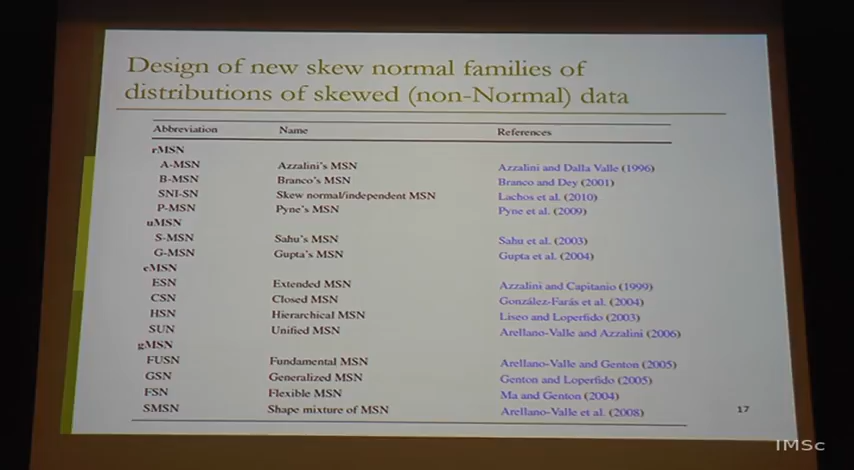 Design of new skew normal families of
distributions of skewed (non-Normal) data
Abbreviation Name References
rMSN
A-MSN Azzalini's MSN Azzalini and Dalla Valle (1996)
B-MSN Branco's MSN Branco and Dey (2001)
SNI-SN Skew normal/independent MSN Lachos et al. (2010)
P-MSN Pyne's MSN Pyne et al. (2009)
uMSN
S-MSN Sahu's MSN Sahu et al. (2003)
G-MSN Gupta's MSN Gupta et al. (2004)
eMSN
ESN Extended MSN Azzalini and Capitanio (1999)
CSN Closed MSN González-Farás et al. (2004)
HSN Hierarchical MSN Liseo and Loperfido (2003)
SUN Unified MSN Arellano-Valle and Azzalini (2006)
gMSN
FUSN Fundamental MSN Arellano-Valle and Genton (2005)
GSN Generalized MSN Genton and Loperfido (2005)
FSN Flexible MSN Ma and Genton (2004)
SMSN Shape mixture of MSN Arellano-Valle et al. (2008)
17
IMSc